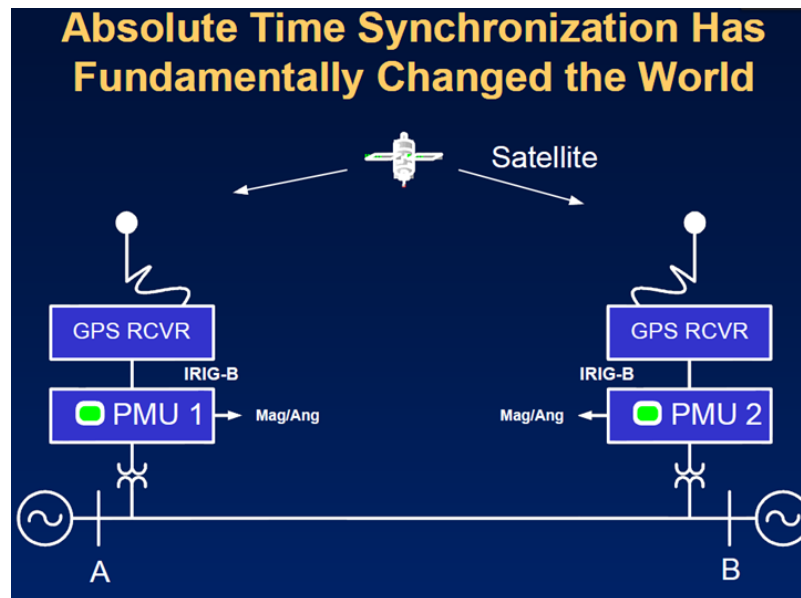 Absolute Time Synchronization Has
Fundamentally Changed the World
Satellite
GPS RCVR
GPS RCVR
IRIG-B
IRIG-B
PMU 1
Mag/Ang
Mag/Ang
PMU 2
A
B